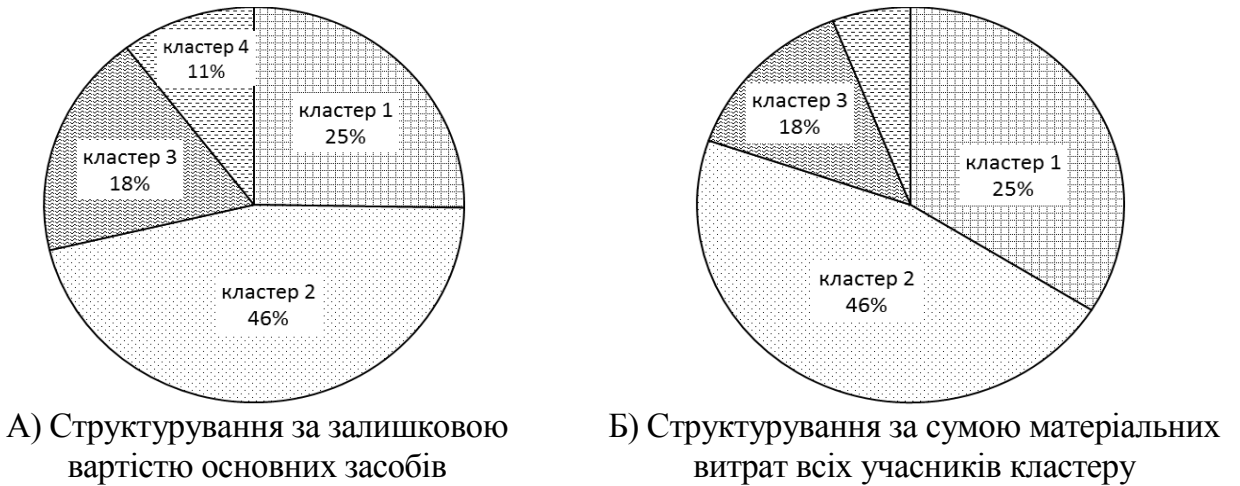 кластер 4
11%
кластер 1
25%
кластер 3
18%
кластер 2
46%
А) Структурування за залишковою
вартістю основних засобів
кластер 3
18%
кластер 1
25%
кластер 2
46%
Б) Структурування за сумою матеріальних
витрат всіх учасників кластеру